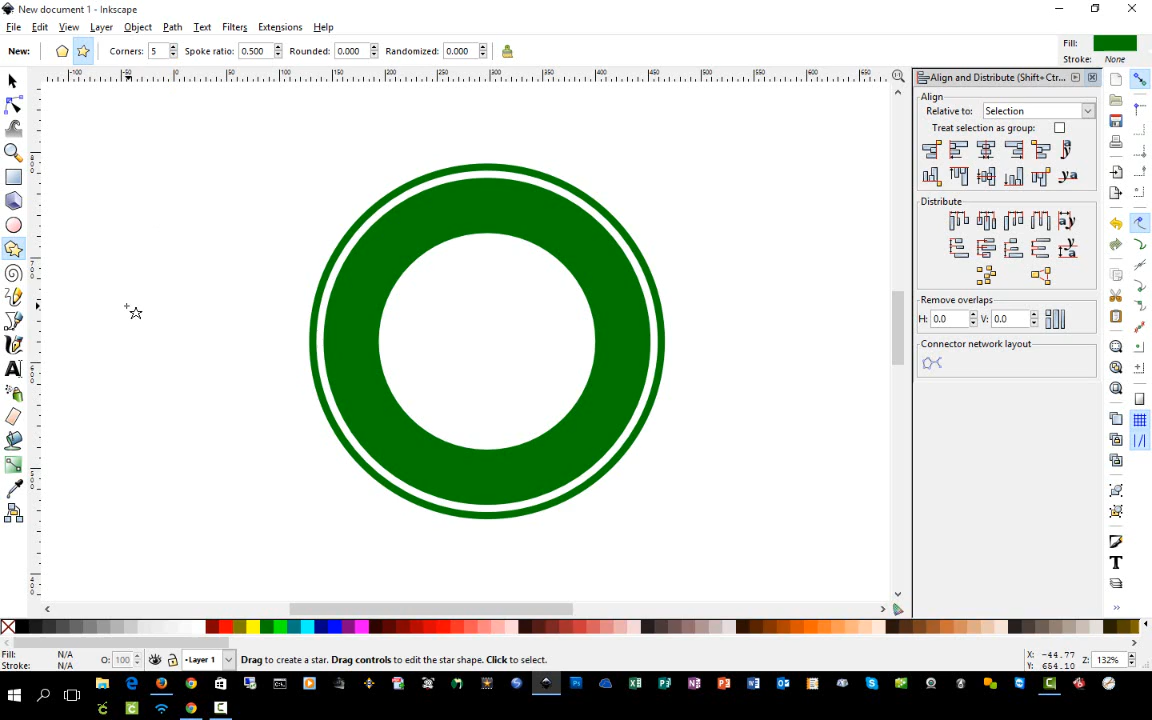 New document 1 - Inkscape
File Edit View Layer Object Path Text Filters Extensions Help
New: Corners: 5 Spoke ratio: 0.500 Rounded: 0.000 Randomized: 0.000
Fill:
Stroke: None
Align and Distribute (Shift+Ctr...
Align
Relative to: Selection
Treat selection as group:
Distribute
Remove overlaps
H: 0.0 V: 0.0
Connector network layout
Fill: N/A
Stroke: N/A
O: 100
Layer 1
Drag to create a star. Drag controls to edit the star shape. Click to select.
X: -44.77
Y: 654.10
Z: 132%